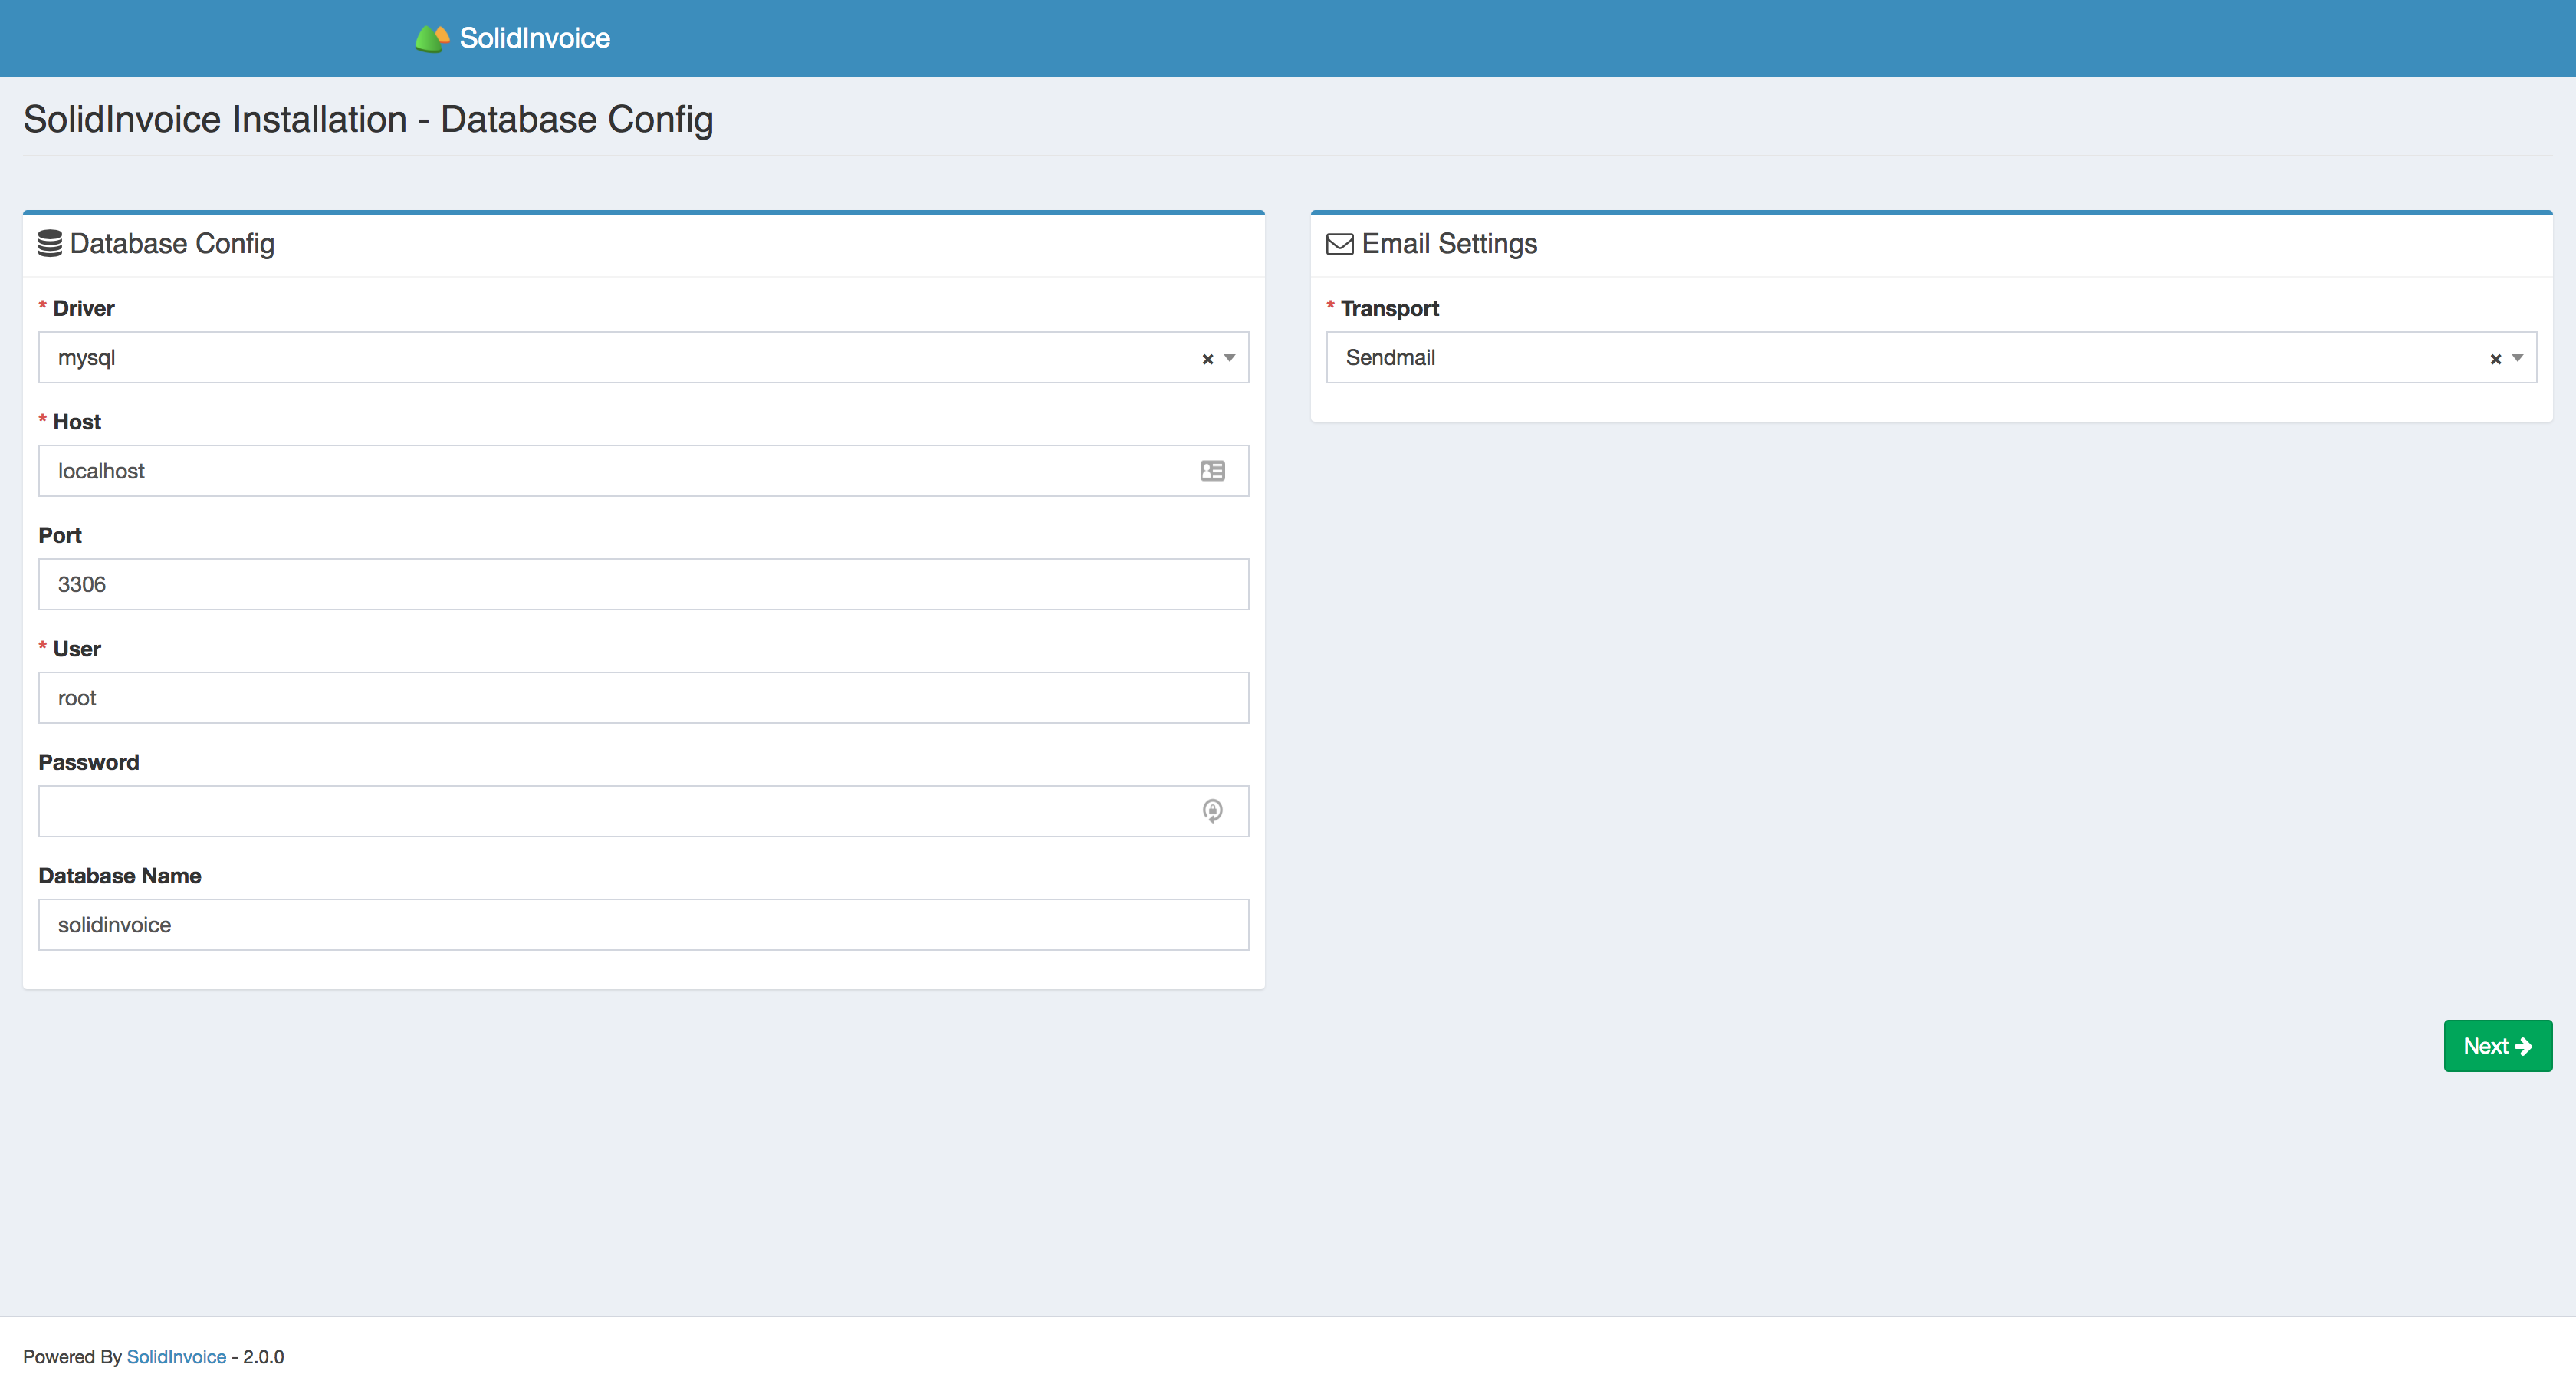 SolidInvoice
SolidInvoice Installation - Database Config
Database Config
* Driver
mysql
* Host
localhost
Port
3306
* User
root
Password
Database Name
solidinvoice
Email Settings
* Transport
Sendmail
Next
Powered By SolidInvoice - 2.0.0